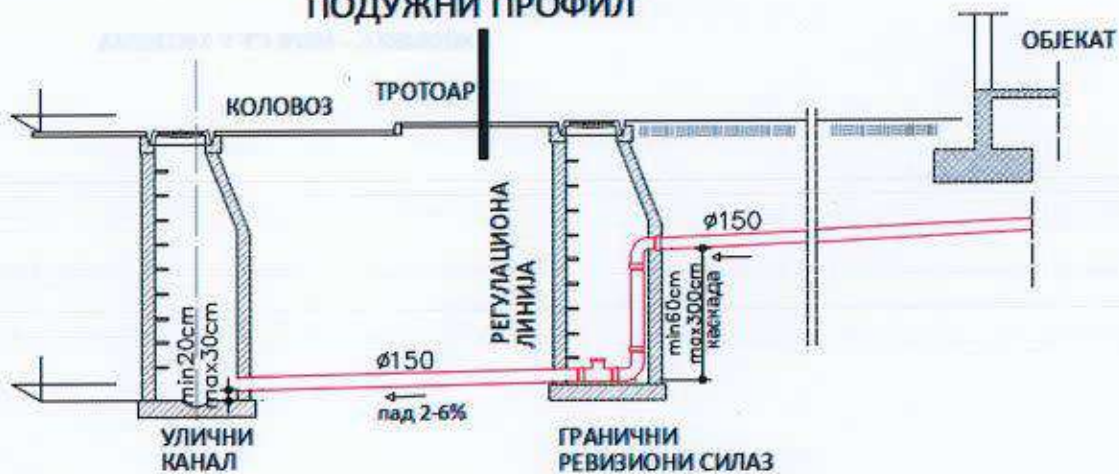 ПОДУЖНИ ПРОФИЛ
ОБЈЕКАТ
КОЛОВОЗ
ТРОТОАР
РЕГУЛАЦИОНА
ЛИНИЈА
ø150
min60cm
max300cm
каскада
min20cm
max30cm
ø150
пад 2-6%
УЛИЧНИ
КАНАЛ
ГРАНИЧНИ
РЕВИЗИОНИ СИЛАЗ